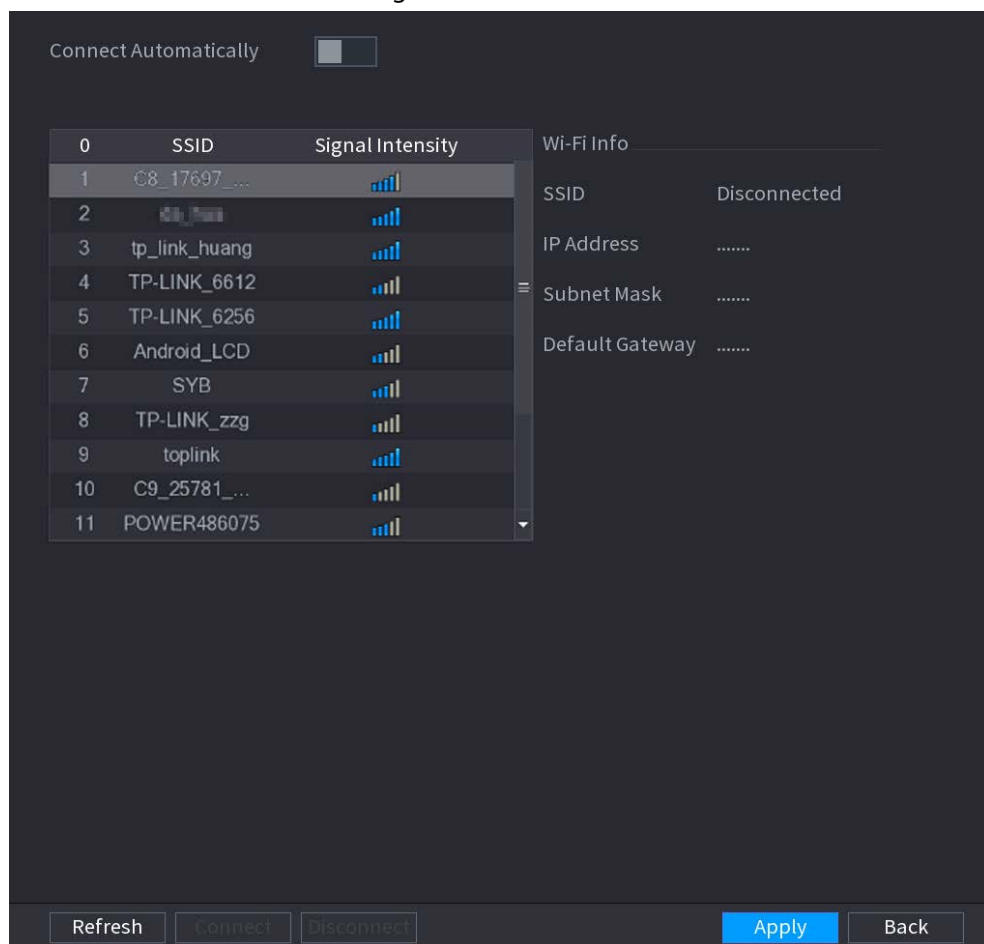 Connect Automatically
0 SSID Signal Intensity
1 C8_17697_...
2
3 tp_link_huang
4 TP-LINK_6612
5 TP-LINK_6256
6 Android_LCD
7 SYB
8 TP-LINK_zzg
9 toplink
10 C9_25781_...
11 POWER486075
Wi-Fi Info
SSID Disconnected
IP Address .......
Subnet Mask .......
Default Gateway .......
Refresh Connect Disconnect Apply Back